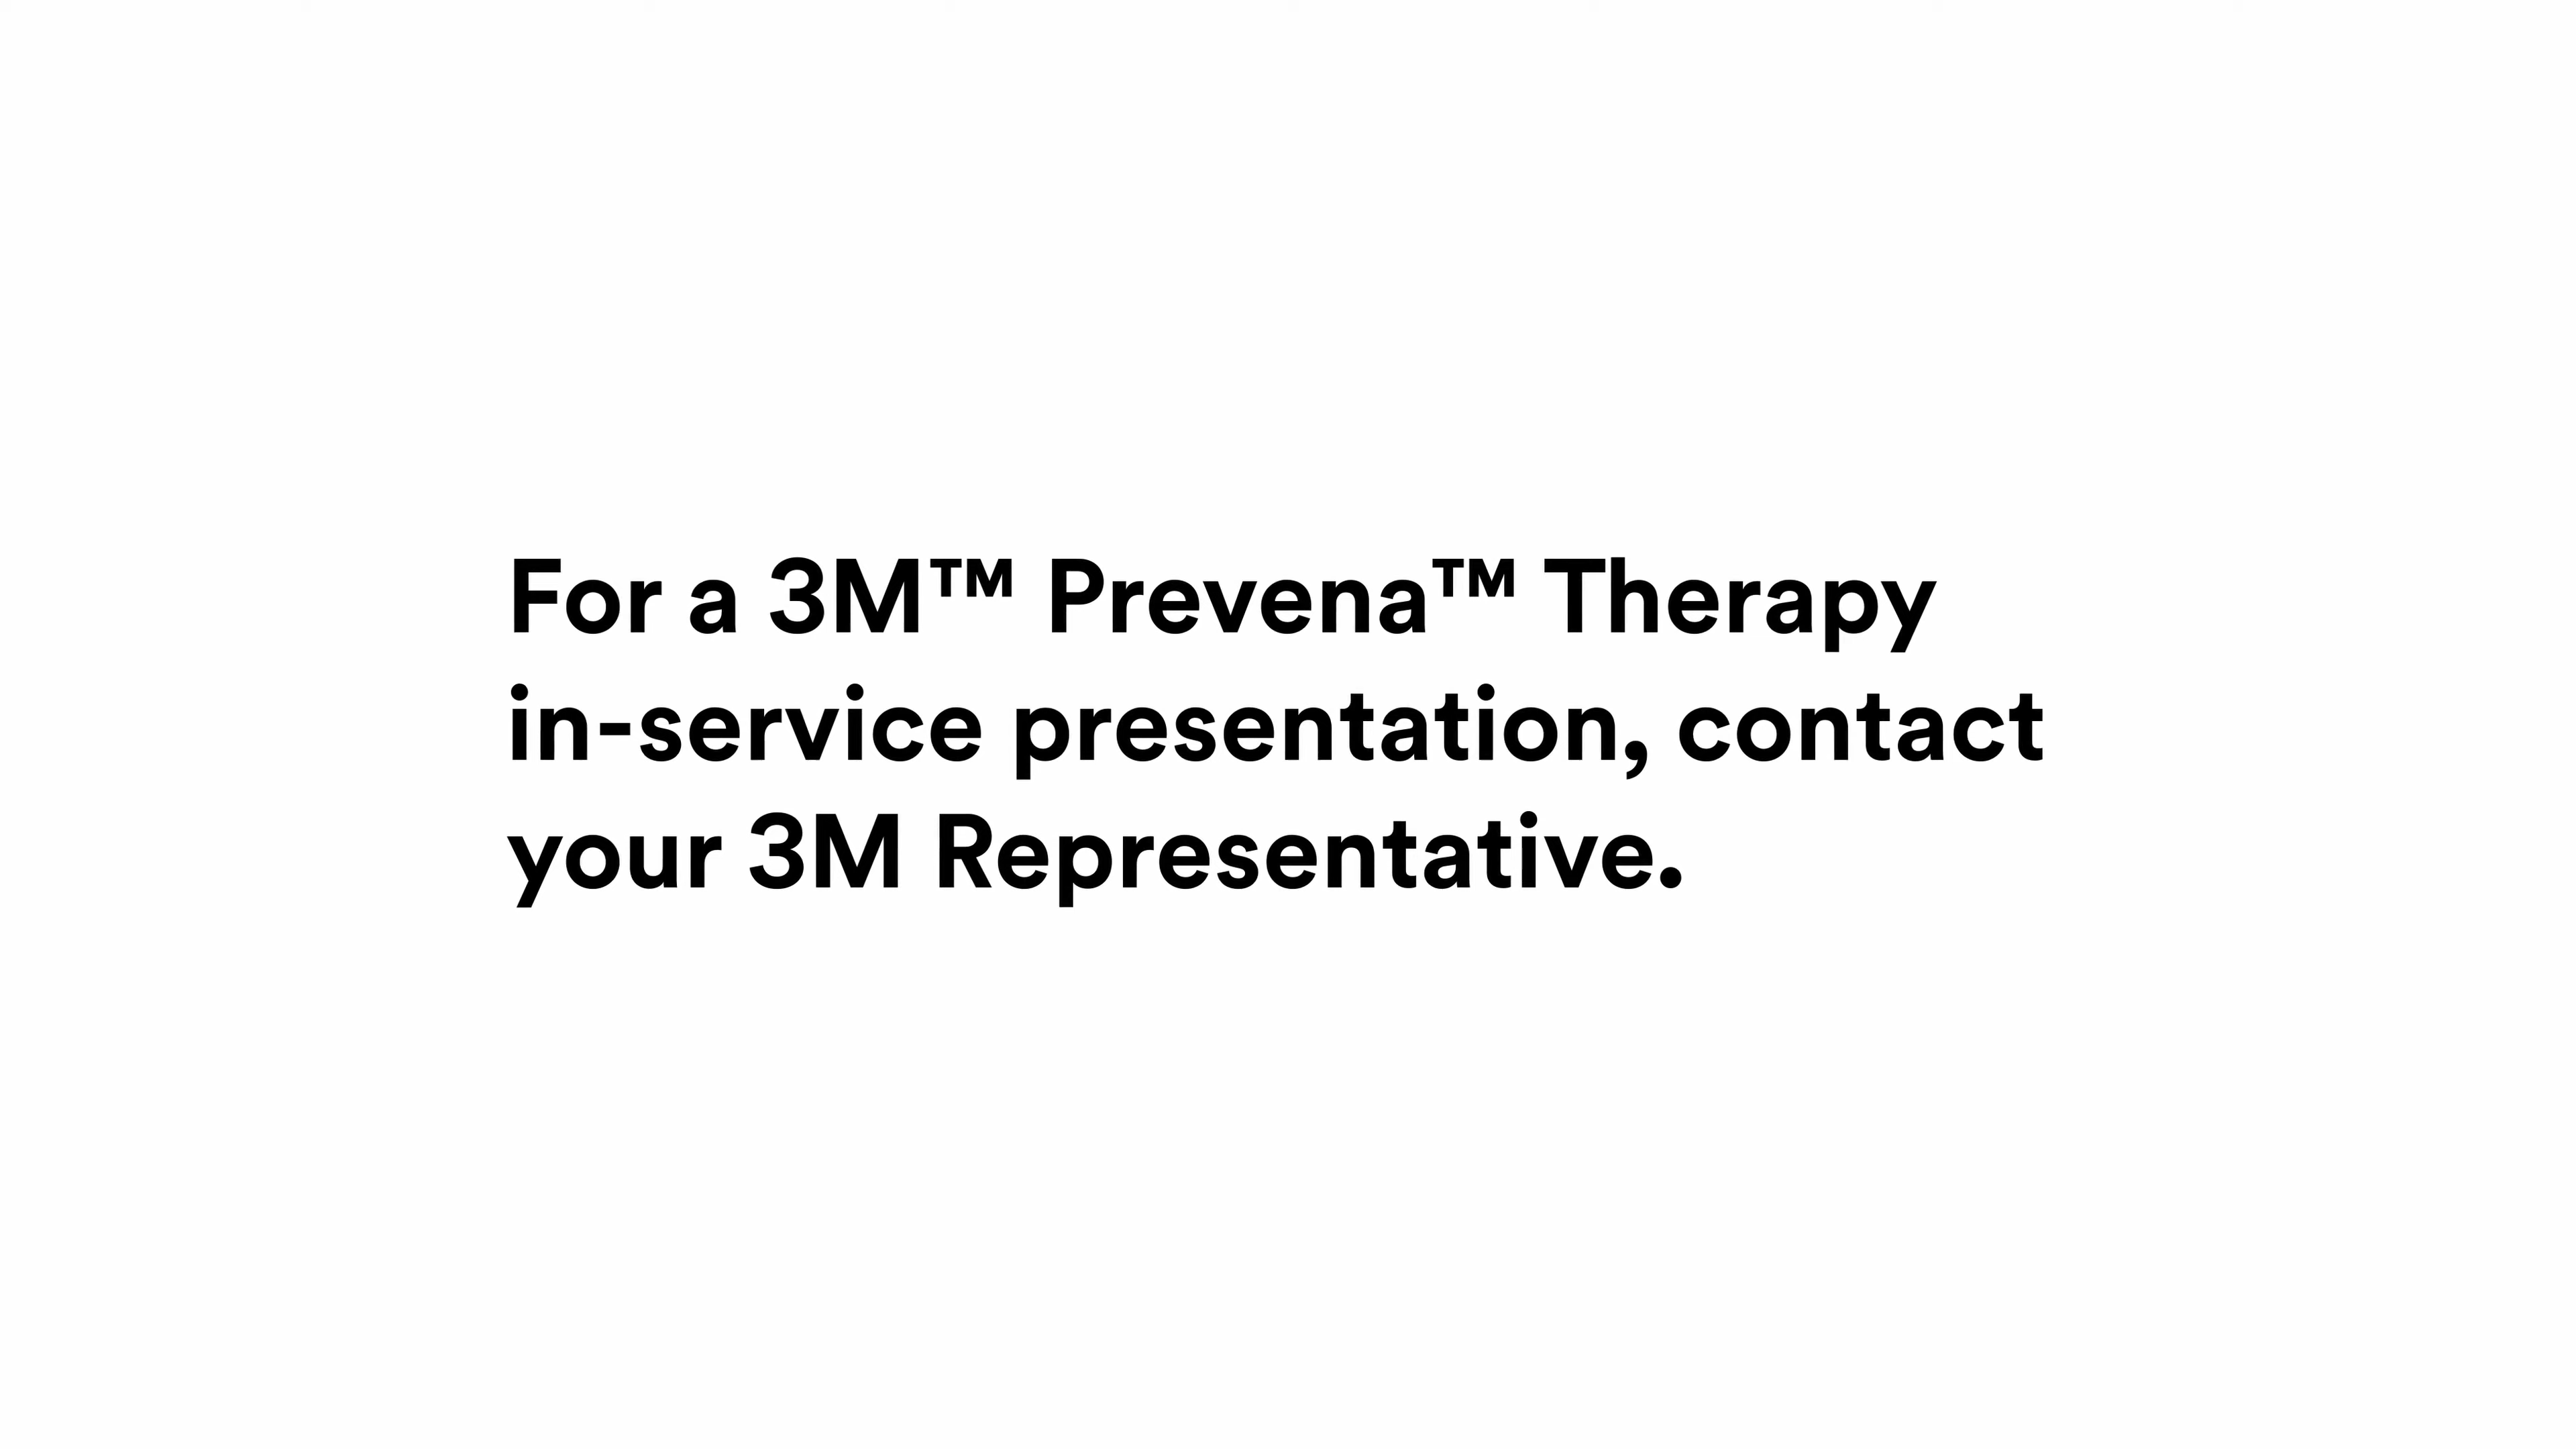 For a 3M™ Prevena™ Therapy
in-service presentation, contact
your 3M Representative.